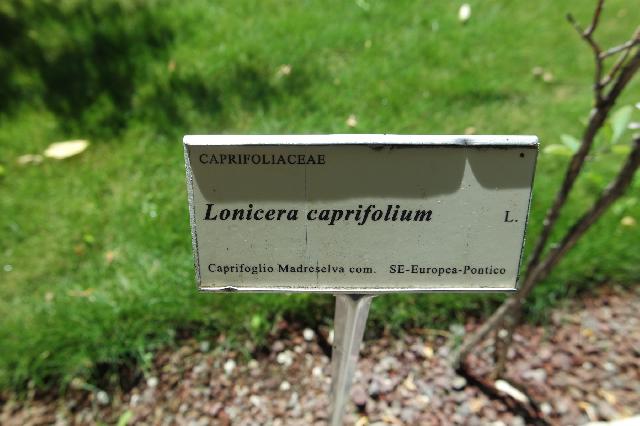 CAPRIFOLIACEAE
Lonicera caprifolium L.
Caprifoglio Madreselva com. SE-Europea-Pontico